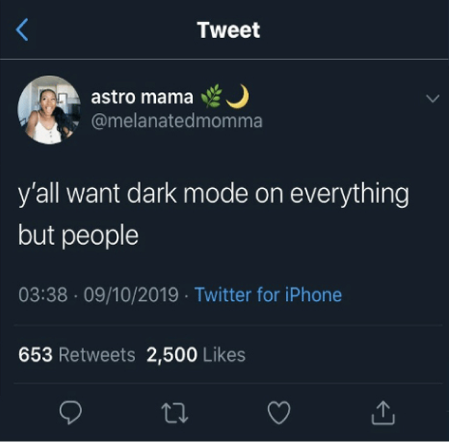 Tweet
astro mama 🌿🌙
@melanatedmomma
y'all want dark mode on everything
but people
03:38 · 09/10/2019 · Twitter for iPhone
653 Retweets 2,500 Likes